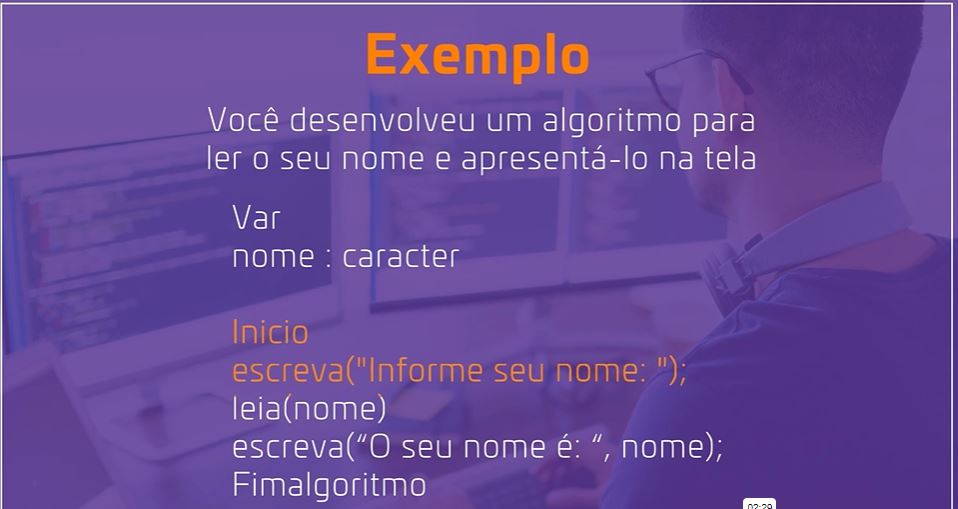 Exemplo
Você desenvolveu um algoritmo para
ler o seu nome e apresentá-lo na tela
Var
nome : caracter
Inicio
escreva("Informe seu nome: ");
leia(nome)
escreva(“O seu nome é: “, nome);
Fimalgoritmo
02:29